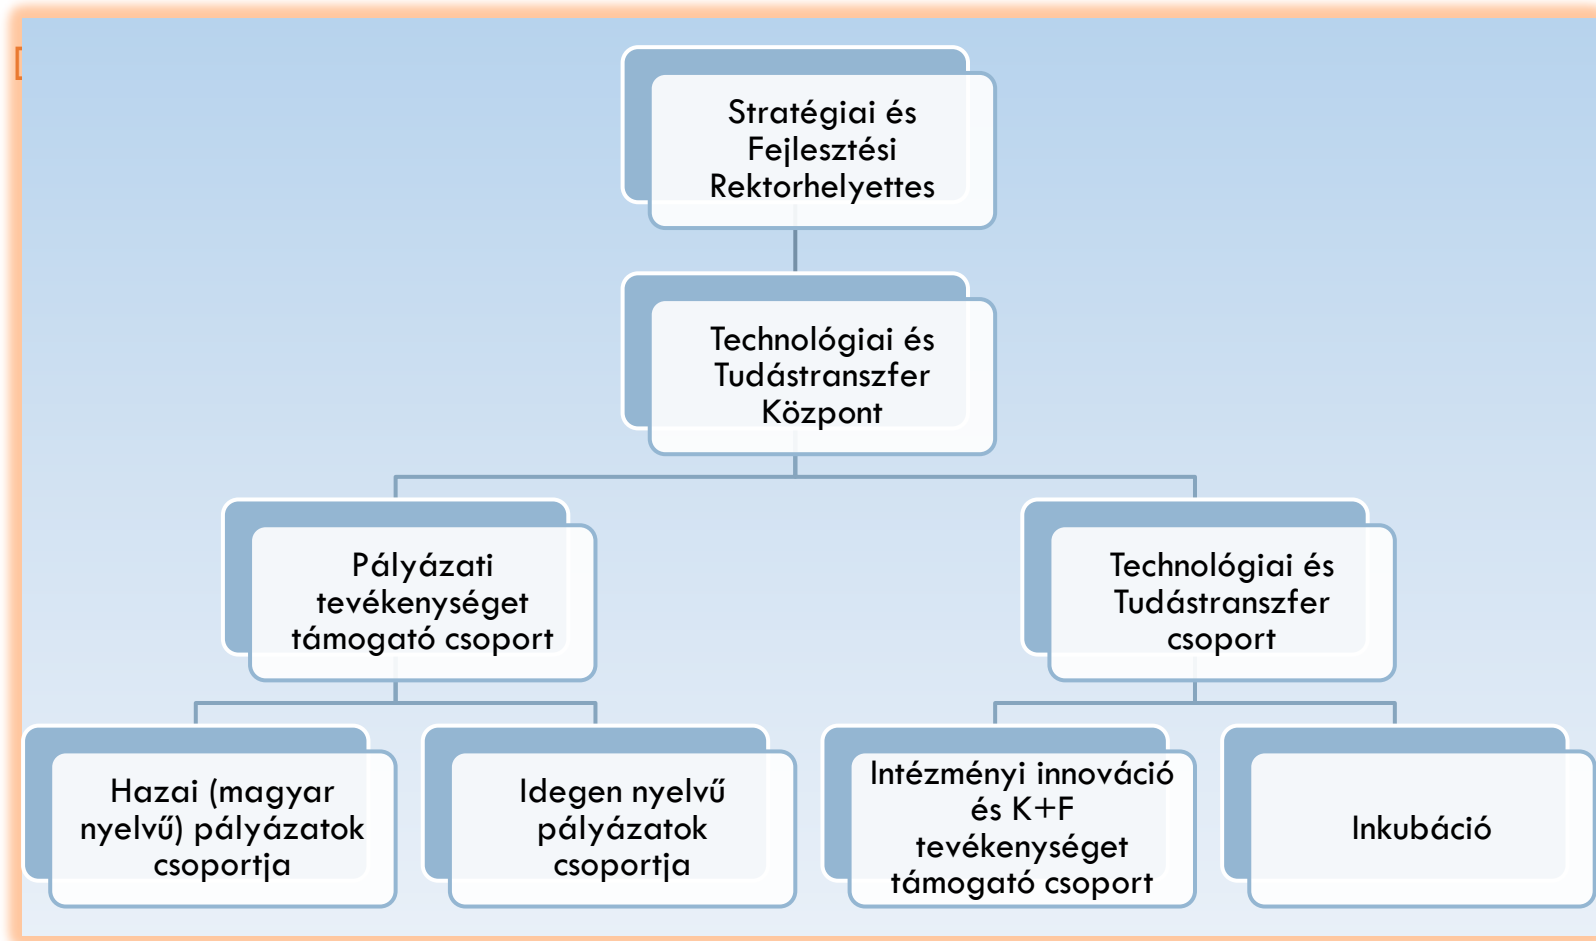 Stratégiai és
Fejlesztési
Rektorhelyettes
Technológiai és
Tudástranszfer
Központ
Pályázati
tevékenységet
támogató csoport
Technológiai és
Tudástranszfer
csoport
Hazai (magyar
nyelvű) pályázatok
csoportja
Idegen nyelvű
pályázatok
csoportja
Intézményi innováció
és K+F
tevékenységet
támogató csoport
Inkubáció